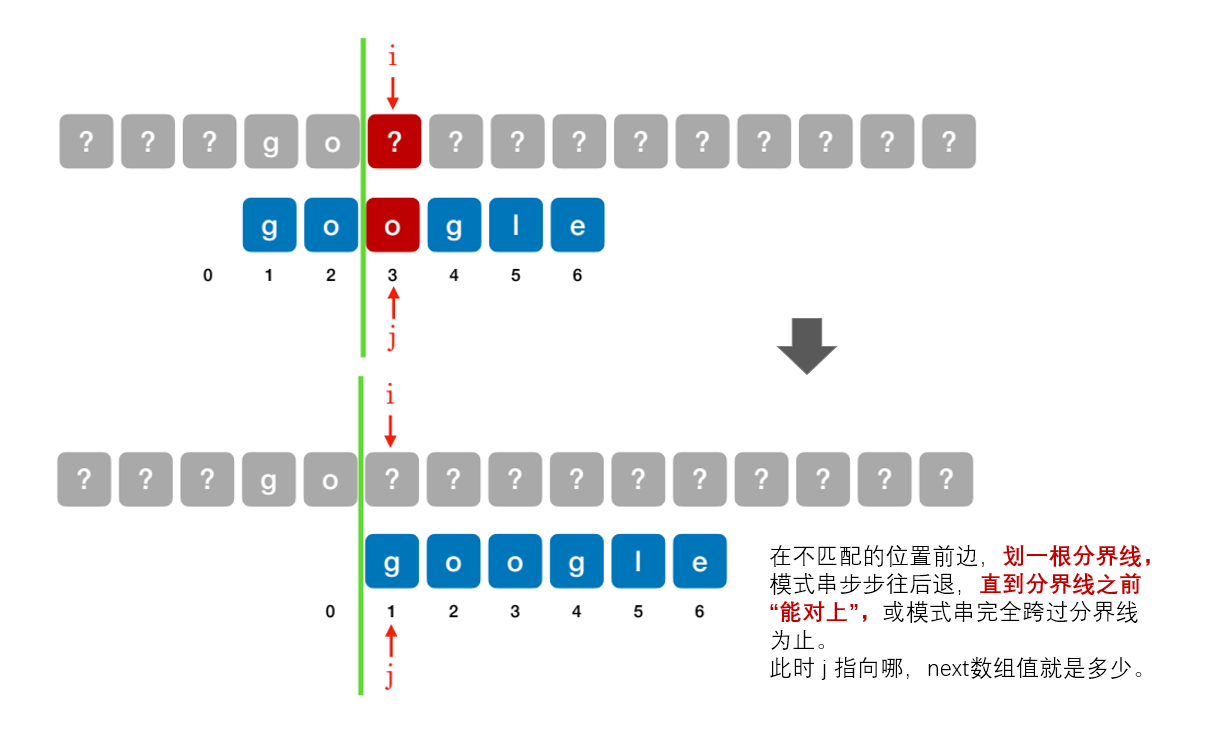 i
? ? ? g o ? ? ? ? ? ? ? ? ? ?
g o o g l e
0 1 2 3 4 5 6
j
i
? ? ? g o ? ? ? ? ? ? ? ? ? ?
g o o g l e
0 1 2 3 4 5 6
j
在不匹配的位置前边，划一根分界线，
模式串步步往后退，直到分界线之前
“能对上”，或模式串完全跨过分界线
为止。
此时 j 指向哪，next数组值就是多少。